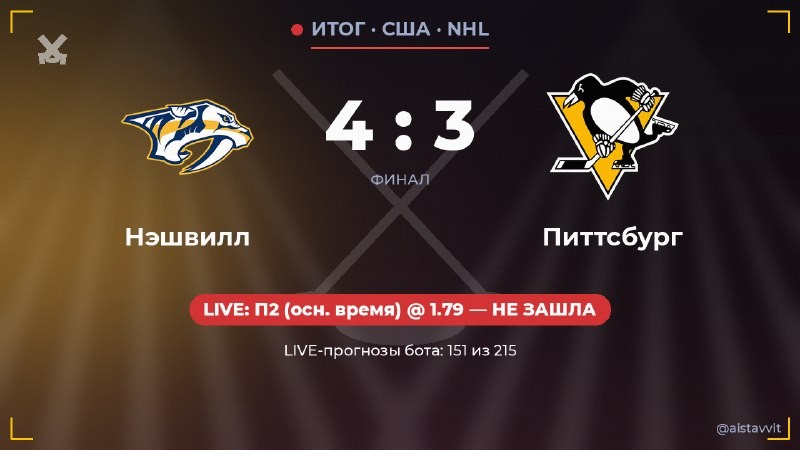 ИТОГ · США · NHL
4 : 3
ФИНАЛ
Нэшвилл
Питтсбург
LIVE: П2 (осн. время) @ 1.79 — НЕ ЗАШЛА
LIVE-прогнозы бота: 151 из 215
@aistavvit